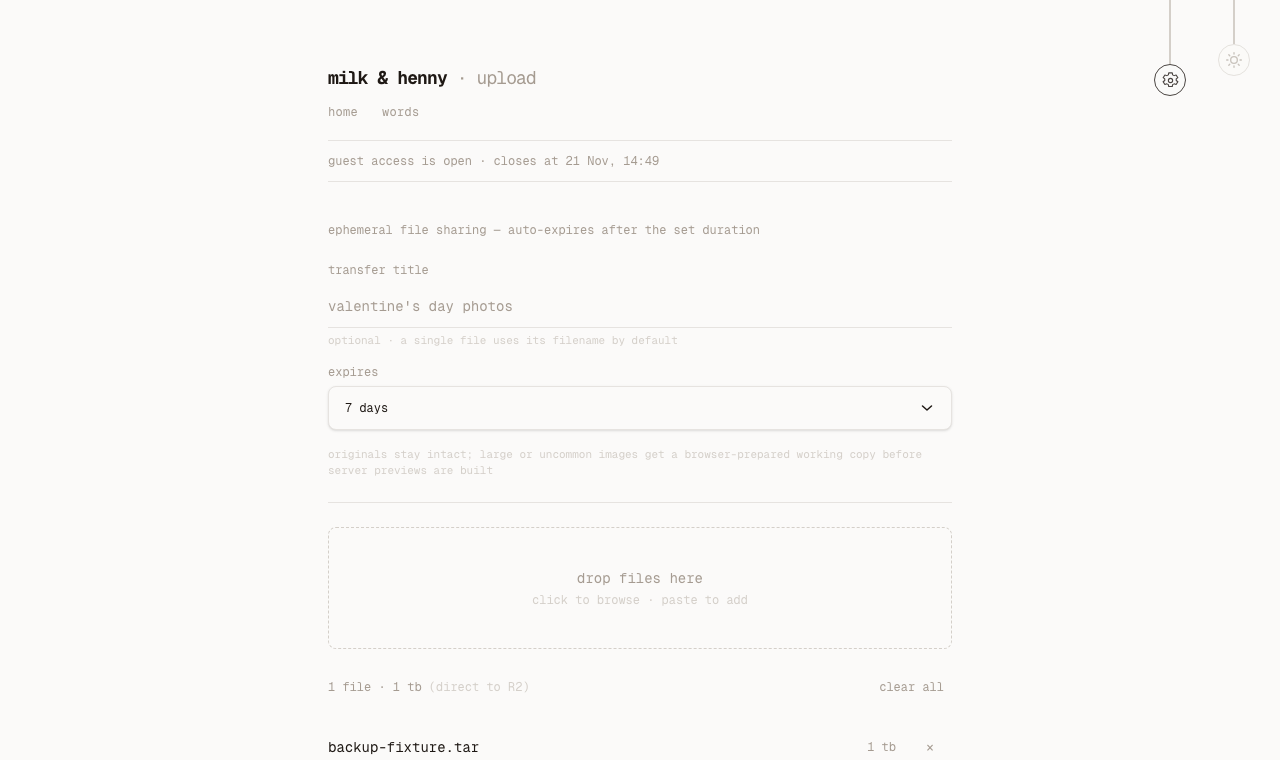 milk & henny · upload
home words
guest access is open · closes at 21 Nov, 14:49
ephemeral file sharing — auto-expires after the set duration
transfer title
valentine's day photos
optional · a single file uses its filename by default
expires
7 days
originals stay intact; large or uncommon images get a browser-prepared working copy before
server previews are built
drop files here
click to browse · paste to add
1 file · 1 tb (direct to R2) clear all
backup-fixture.tar 1 tb ×